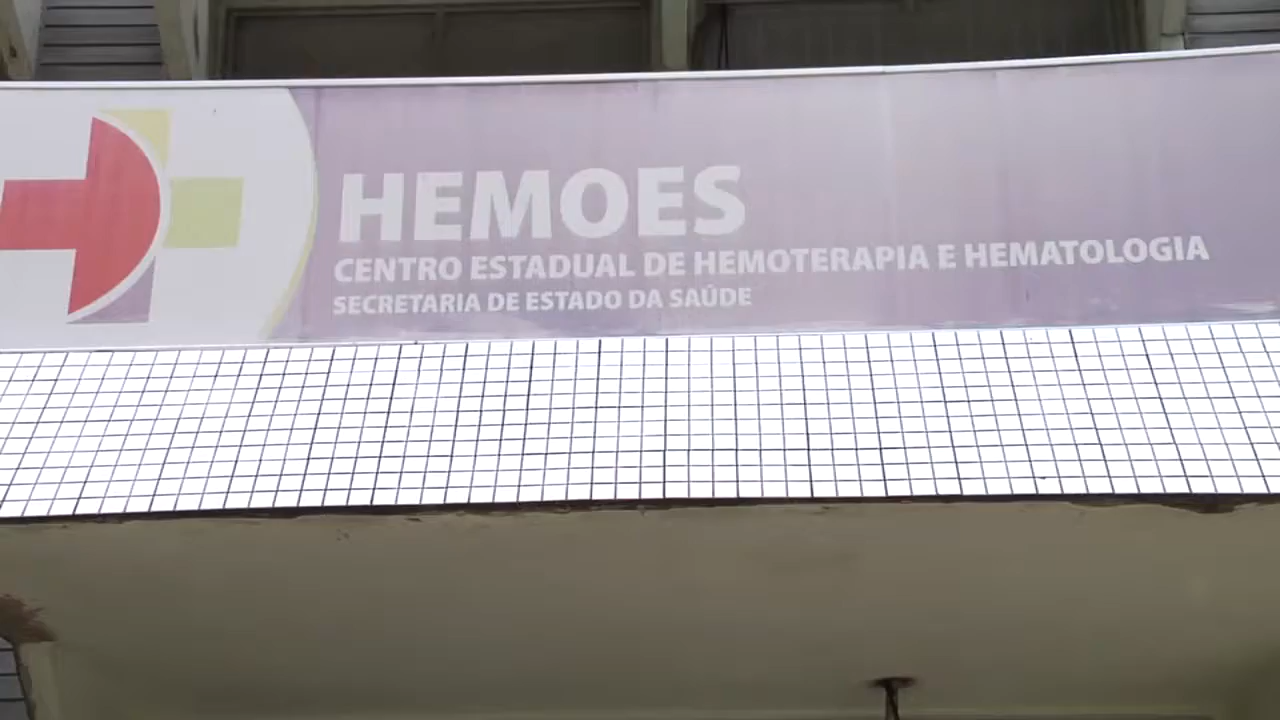 HEMOES
CENTRO ESTADUAL DE HEMOTERAPIA E HEMATOLOGIA
SECRETARIA DE ESTADO DA SAÚDE